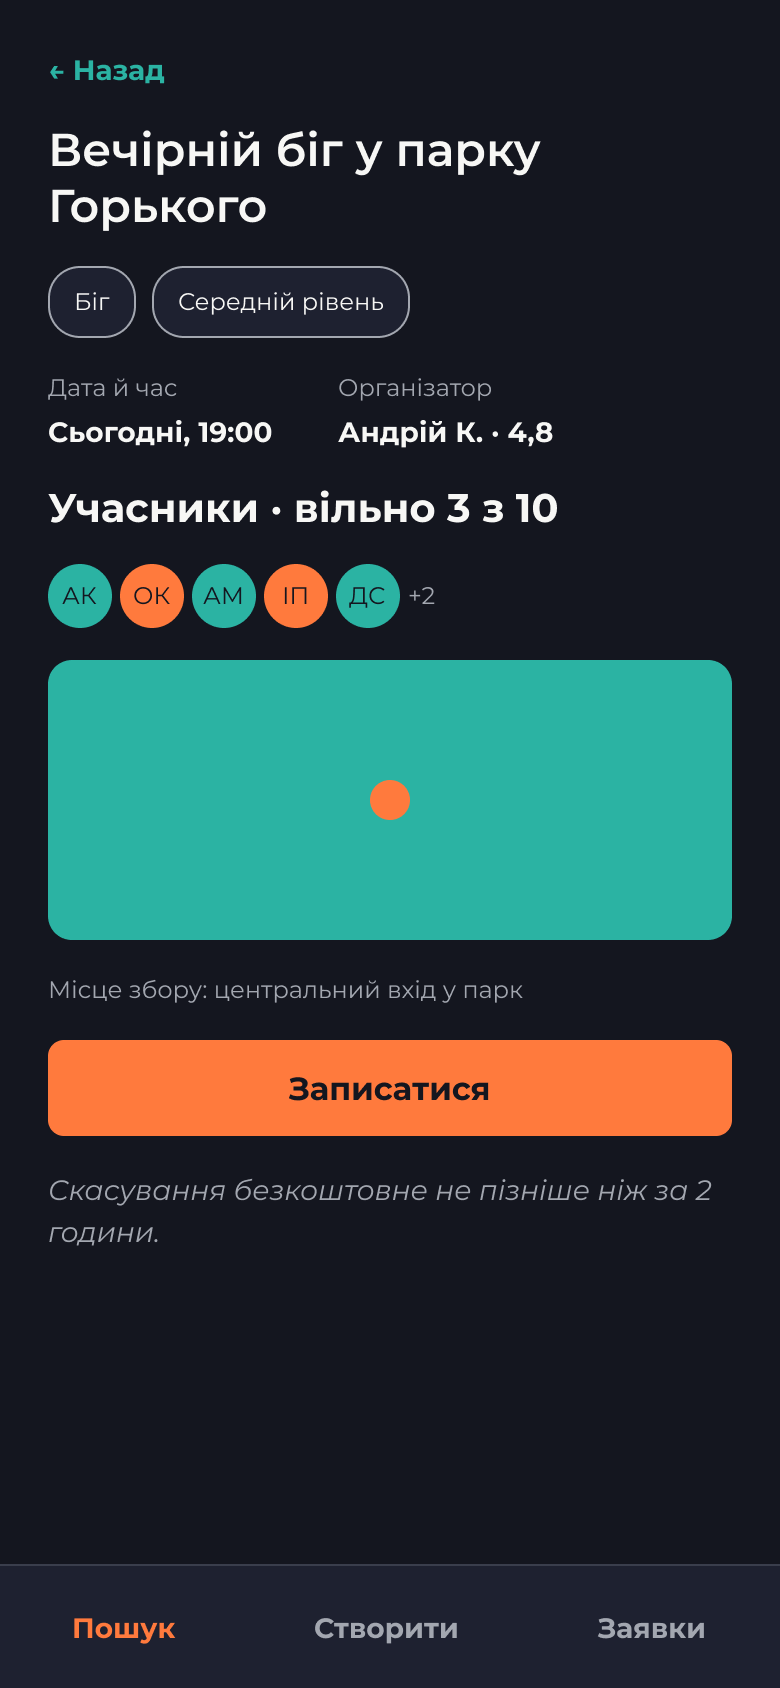 ← Назад
Вечірній біг у парку
Горького
Біг
Середній рівень
Дата й час
Організатор
Сьогодні, 19:00
Андрій К. · 4,8
Учасники · вільно 3 з 10
АК ОК АМ ІП ДС +2
Місце збору: центральний вхід у парк
Записатися
Скасування безкоштовне не пізніше ніж за 2
години.
Пошук
Створити
Заявки